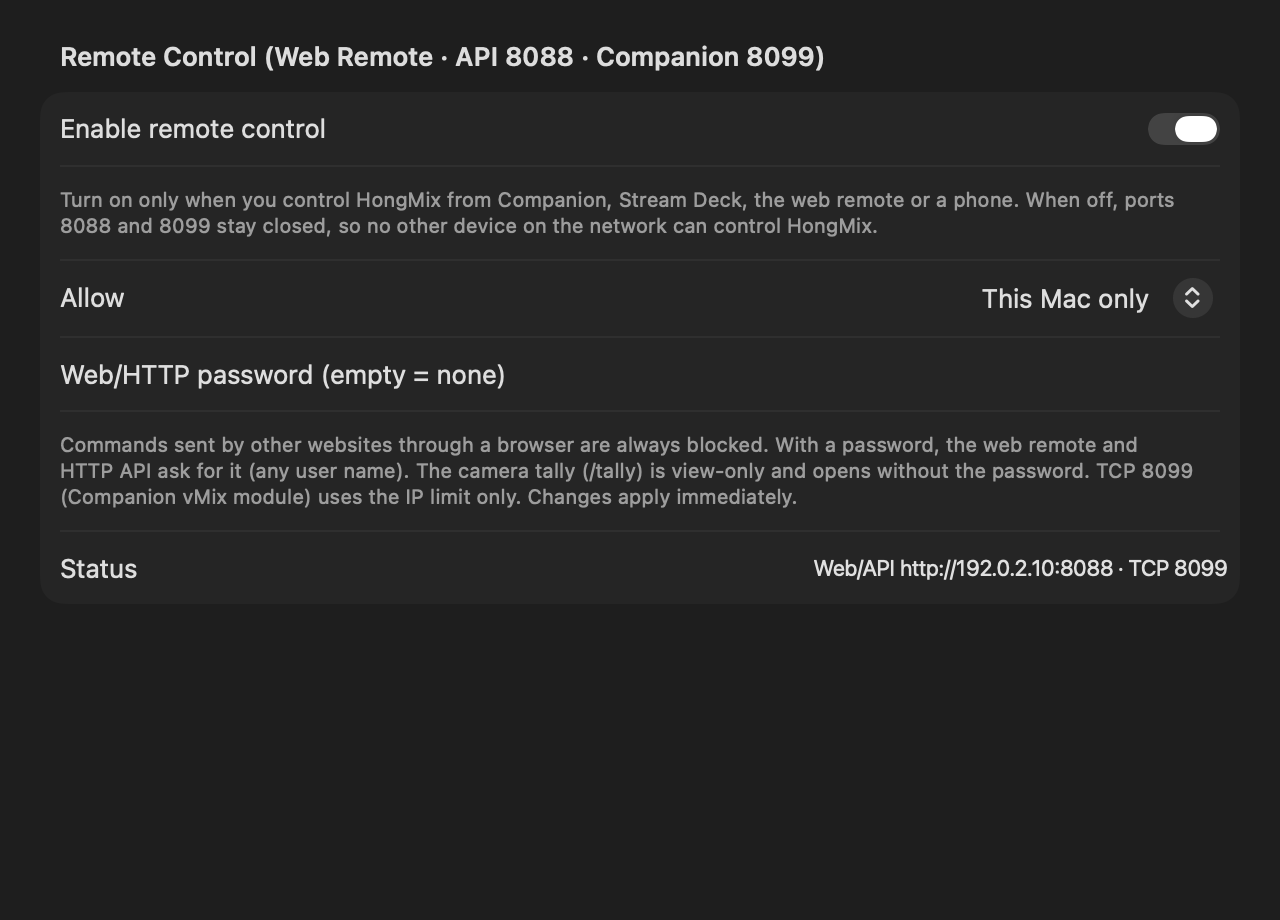 Remote Control (Web Remote · API 8088 · Companion 8099)
Enable remote control
Turn on only when you control HongMix from Companion, Stream Deck, the web remote or a phone. When off, ports
8088 and 8099 stay closed, so no other device on the network can control HongMix.
Allow This Mac only
Web/HTTP password (empty = none)
Commands sent by other websites through a browser are always blocked. With a password, the web remote and
HTTP API ask for it (any user name). The camera tally (/tally) is view-only and opens without the password. TCP 8099
(Companion vMix module) uses the IP limit only. Changes apply immediately.
Status Web/API http://192.0.2.10:8088 · TCP 8099